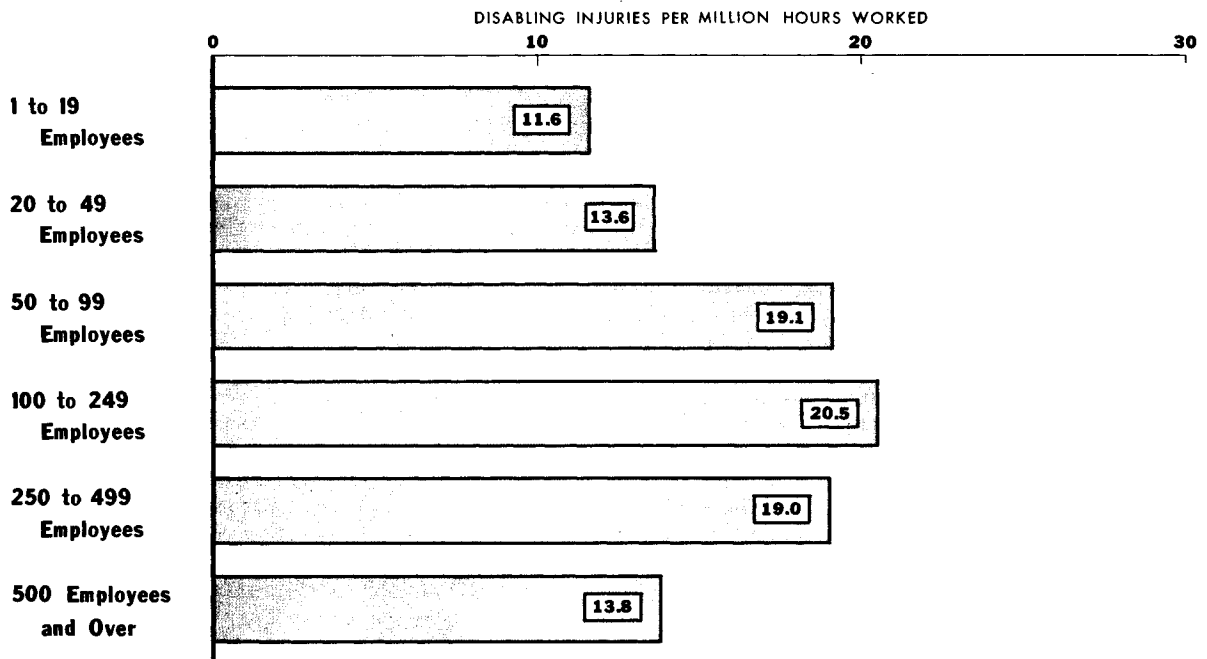 DISABLING INJURIES PER MILLION HOURS WORKED
0 10 20 30
1 to 19
Employees
11.6
20 to 49
Employees
13.6
50 to 99
Employees
19.1
100 to 249
Employees
20.5
250 to 499
Employees
19.0
500 Employees
and Over
13.8